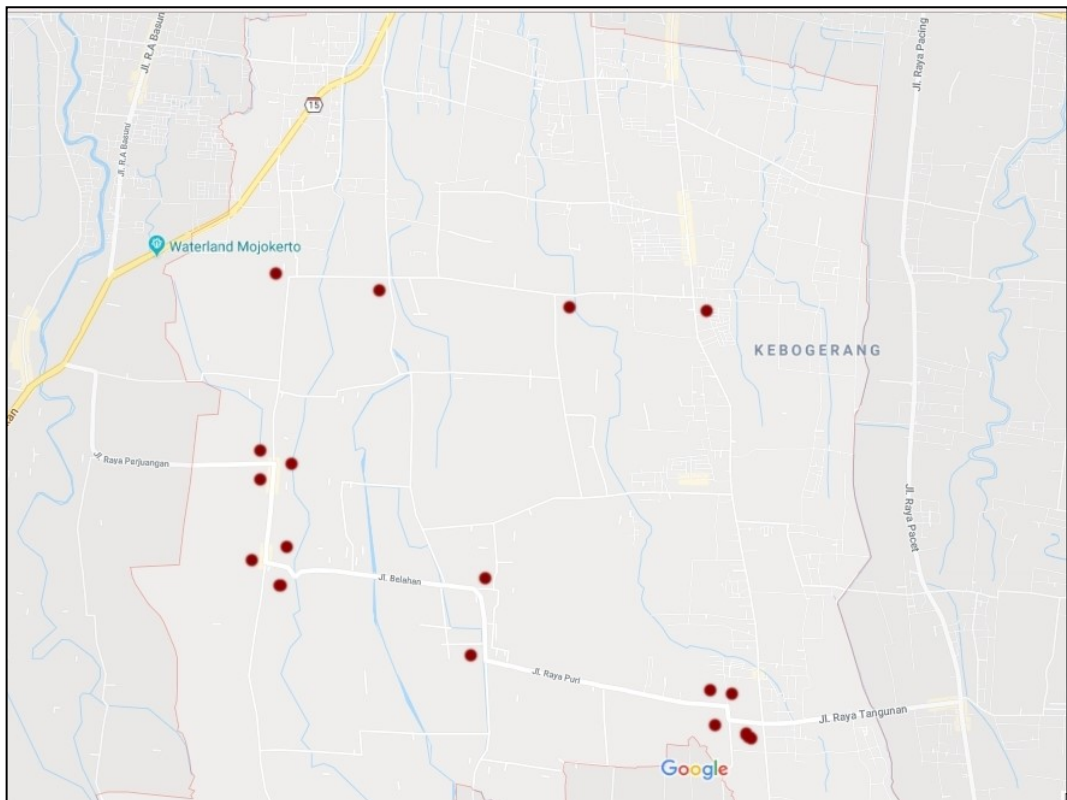 Jl. R.A Basuni
Jl. Raya Pacing
15
Jl. R.A Basuni
Waterland Mojokerto
KEBOGERANG
Jl. Raya Perjuangan
Jl. Raya Pacet
Jl. Belahan
Jl. Raya Puri
Jl. Raya Tangunan
Google